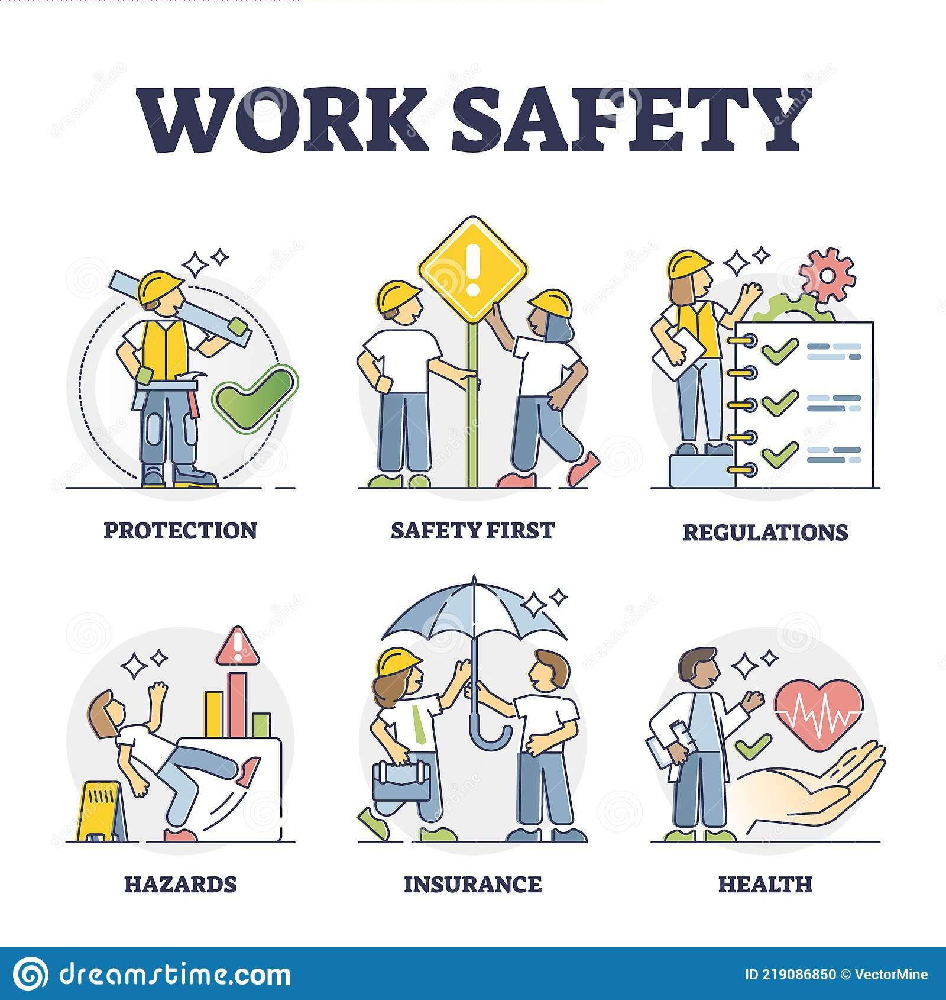 WORK SAFETY
PROTECTION
SAFETY FIRST
REGULATIONS
HAZARDS
INSURANCE
HEALTH
dreamstime.com
ID 219086850 © VectorMine